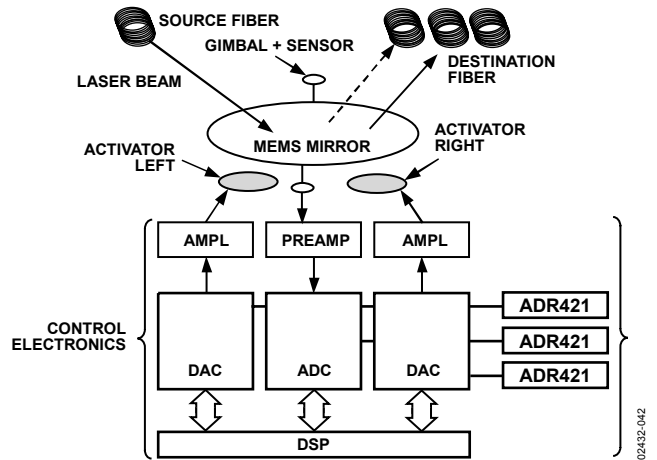 SOURCE FIBER
GIMBAL + SENSOR
DESTINATION
FIBER
LASER BEAM
MEMS MIRROR
ACTIVATOR
LEFT
ACTIVATOR
RIGHT
AMPL
PREAMP
AMPL
CONTROL
ELECTRONICS
DAC
ADC
DAC
ADR421
ADR421
ADR421
DSP
02432-042